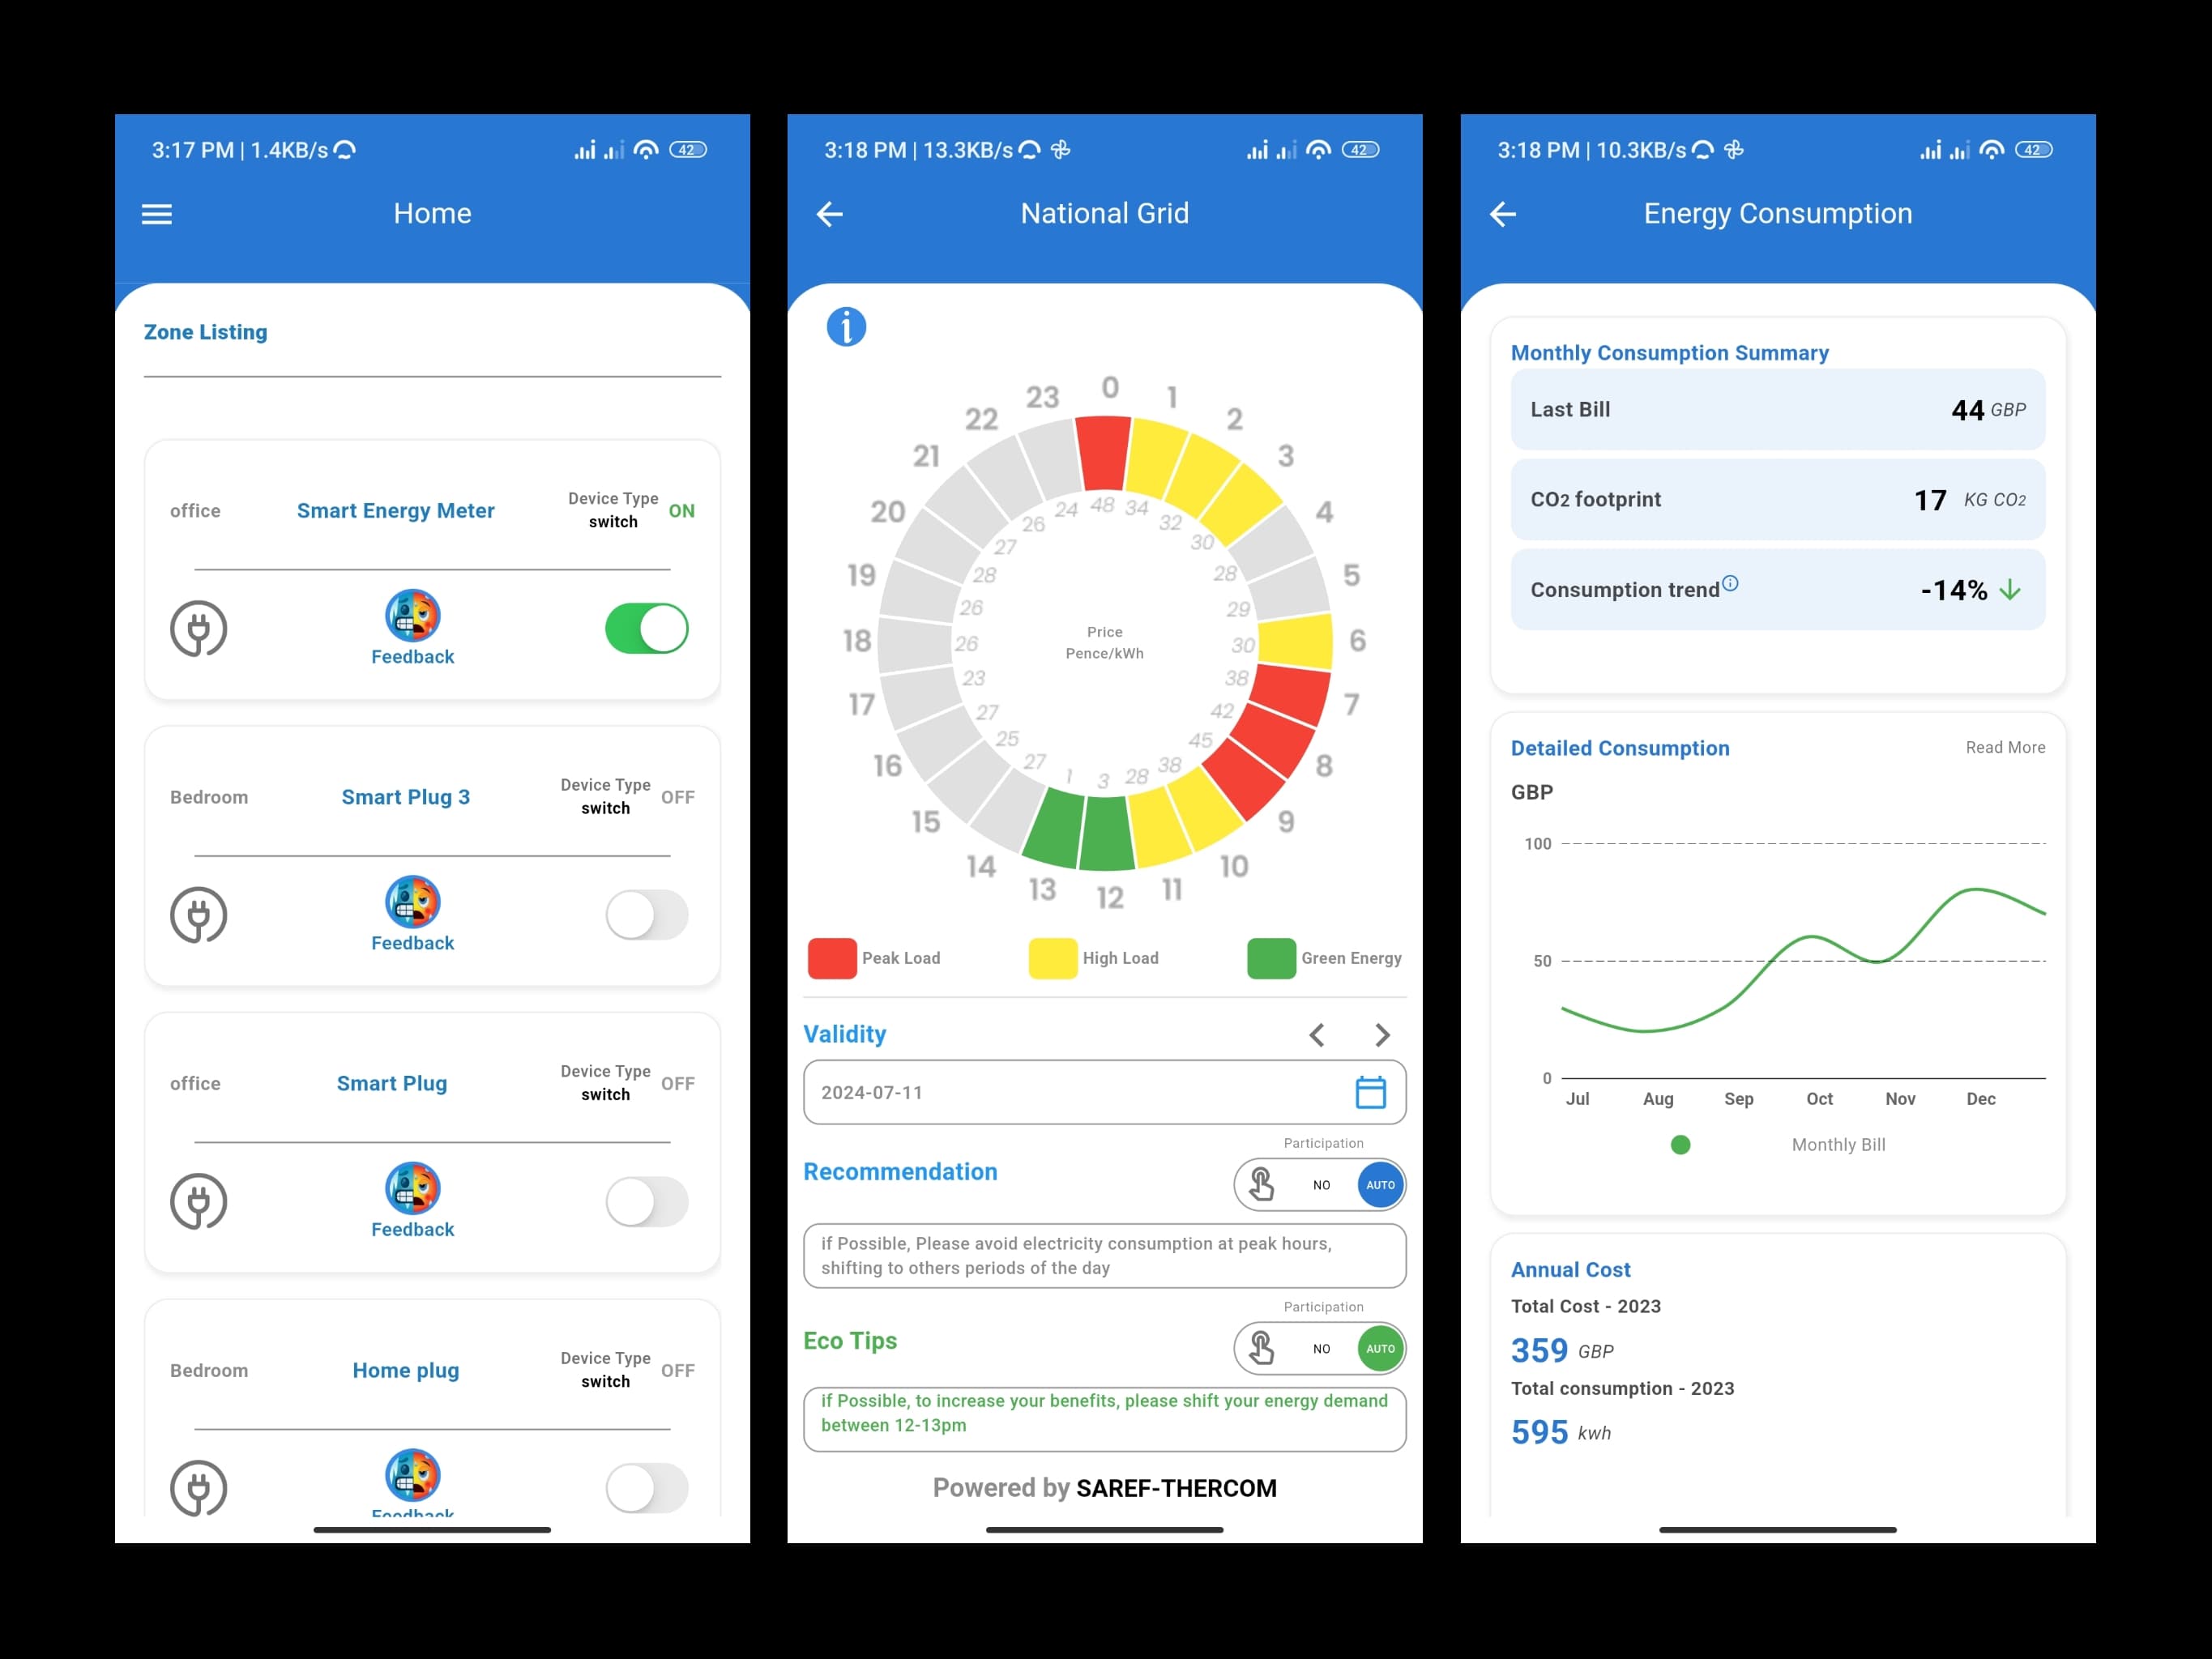 3:17 PM | 1.4KB/s
42
Home
Zone Listing
office
Smart Energy Meter
Device Type
switch
ON
Feedback
Bedroom
Smart Plug 3
Device Type
switch
OFF
Feedback
office
Smart Plug
Device Type
switch
OFF
Feedback
Bedroom
Home plug
Device Type
switch
OFF
Feedback
3:18 PM | 13.3KB/s
42
National Grid
i
0
1
2
3
4
5
6
7
8
9
10
11
12
13
14
15
16
17
18
19
20
21
22
23
48
34
32
30
28
29
30
38
42
45
38
28
3
1
27
25
27
23
26
26
28
27
26
24
Price
Pence/kWh
Peak Load
High Load
Green Energy
Validity
2024-07-11
Participation
Recommendation
NO
AUTO
if Possible, Please avoid electricity consumption at peak hours,
shifting to others periods of the day
Participation
Eco Tips
NO
AUTO
if Possible, to increase your benefits, please shift your energy demand
between 12-13pm
Powered by SAREF-THERCOM
3:18 PM | 10.3KB/s
42
Energy Consumption
Monthly Consumption Summary
Last Bill
44 GBP
CO2 footprint
17 KG CO2
Consumption trend
-14%
Detailed Consumption
Read More
GBP
100
50
0
Jul Aug Sep Oct Nov Dec
Monthly Bill
Annual Cost
Total Cost - 2023
359 GBP
Total consumption - 2023
595 kwh